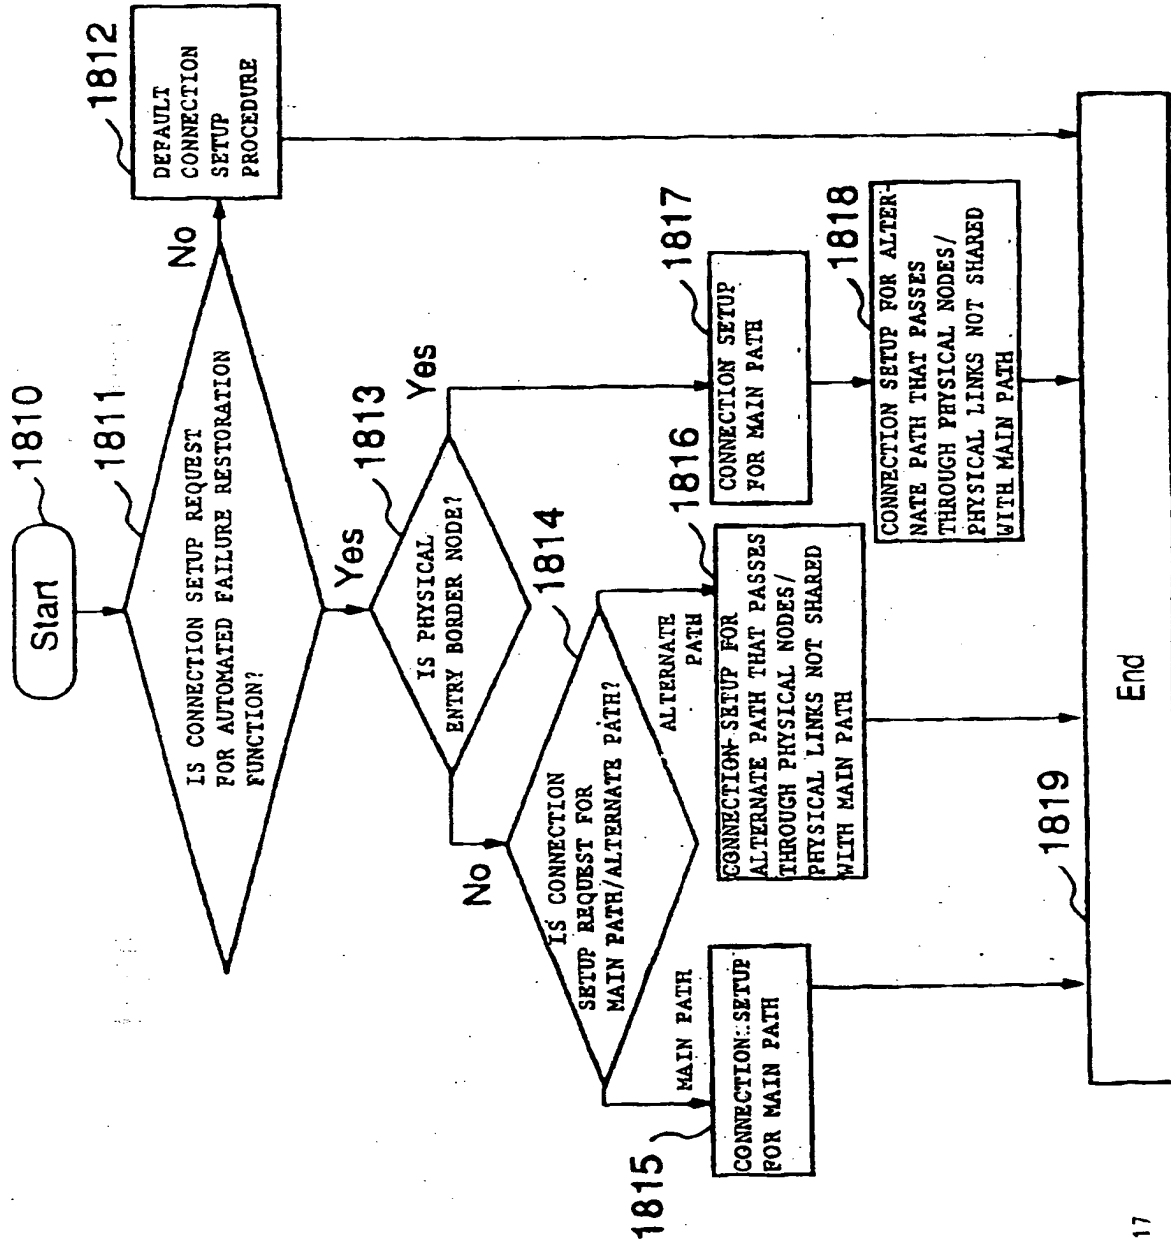 Start
1810
IS CONNECTION SETUP REQUEST
FOR AUTOMATED FAILURE RESTORATION
FUNCTION?
1811
No
DEFAULT
CONNECTION
SETUP
PROCEDURE
1812
Yes
IS PHYSICAL
ENTRY BORDER NODE?
1813
Yes
No
IS CONNECTION
SETUP REQUEST FOR
MAIN PATH/ALTERNATE PATH?
1814
MAIN PATH
ALTERNATE
PATH
1815
CONNECTION SETUP
FOR MAIN PATH
1816
CONNECTION SETUP FOR
ALTERNATE PATH THAT PASSES
THROUGH PHYSICAL NODES/
PHYSICAL LINKS NOT SHARED
WITH MAIN PATH
1817
CONNECTION SETUP
FOR MAIN PATH
1818
CONNECTION SETUP FOR ALTER-
NATE PATH THAT PASSES
THROUGH PHYSICAL NODES/
PHYSICAL LINKS NOT SHARED
WITH MAIN PATH
1819
End
17